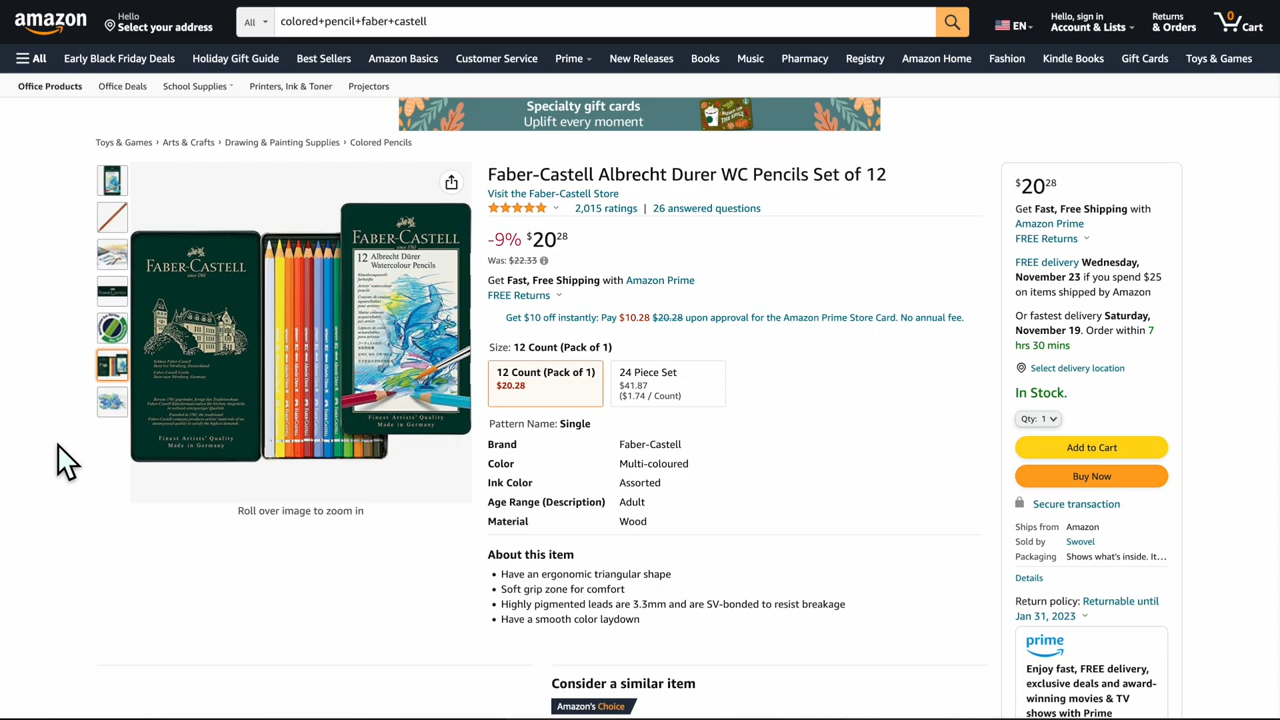 amazon
Hello
Select your address
All
colored+pencil+faber+castell
EN
Hello, sign in
Account & Lists
Returns
& Orders
0
Cart
All
Early Black Friday Deals
Holiday Gift Guide
Best Sellers
Amazon Basics
Customer Service
Prime
New Releases
Books
Music
Pharmacy
Registry
Amazon Home
Fashion
Kindle Books
Gift Cards
Toys & Games
Office Products
Office Deals
School Supplies
Printers, Ink & Toner
Projectors
Specialty gift cards
Uplift every moment
Toys & Games › Arts & Crafts › Drawing & Painting Supplies › Colored Pencils
FABER-CASTELL
Finest Artists' Quality
Made in Germany
FABER-CASTELL
since 1761
12 Albrecht Dürer
Watercolour Pencils
Finest Artists' Quality
Made in Germany
Roll over image to zoom in
Faber-Castell Albrecht Durer WC Pencils Set of 12
Visit the Faber-Castell Store
2,015 ratings | 26 answered questions
-9% $20 28
Was: $22.33
Get Fast, Free Shipping with Amazon Prime
FREE Returns
Get $10 off instantly: Pay $10.28 $20.28 upon approval for the Amazon Prime Store Card. No annual fee.
Size: 12 Count (Pack of 1)
12 Count (Pack of 1)
$20.28
24 Piece Set
$41.87
($1.74 / Count)
Pattern Name: Single
Brand Faber-Castell
Color Multi-coloured
Ink Color Assorted
Age Range (Description) Adult
Material Wood
About this item
• Have an ergonomic triangular shape
• Soft grip zone for comfort
• Highly pigmented leads are 3.3mm and are SV-bonded to resist breakage
• Have a smooth color laydown
Consider a similar item
Amazon's Choice
$20 28
Get Fast, Free Shipping with
Amazon Prime
FREE Returns
FREE delivery Wednesday,
November 23 if you spend $25
on items shipped by Amazon
Or fastest delivery Saturday,
November 19. Order within 7
hrs 30 mins
Select delivery location
In Stock.
Qty: 1
Add to Cart
Buy Now
Secure transaction
Ships from Amazon
Sold by Swovel
Packaging Shows what's inside. It...
Details
Return policy: Returnable until
Jan 31, 2023
prime
Enjoy fast, FREE delivery,
exclusive deals and award-
winning movies & TV
shows with Prime